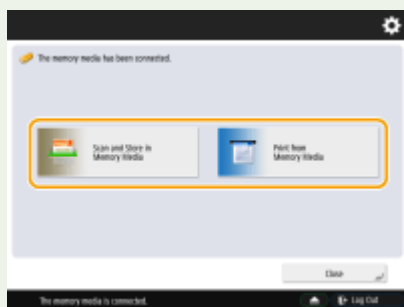 The memory media has been connected.
Scan and Store in
Memory Media
Print from
Memory Media
Close
The memory media is connected.
Log Out